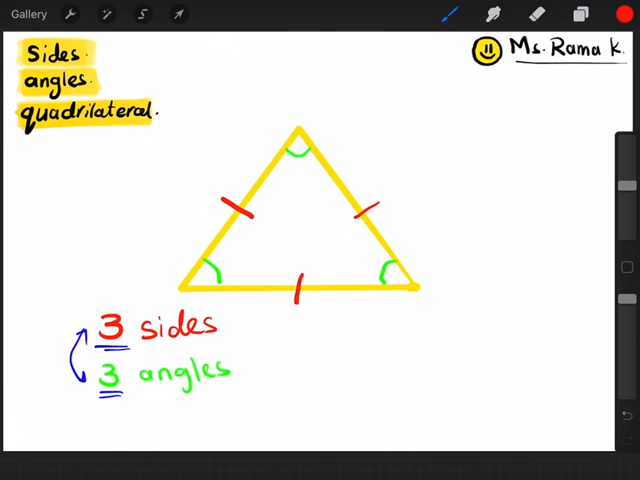 Gallery
Sides.
angles.
quadrilateral.
Ms. Rama K.
3 sides
3 angles